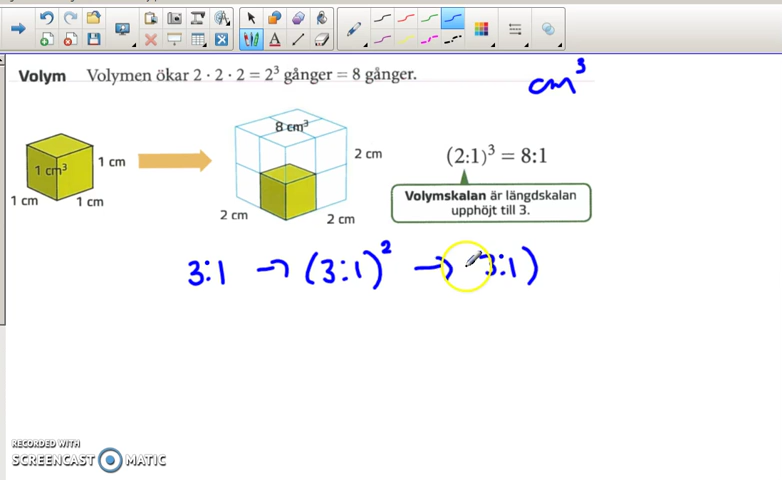 Volym Volymen ökar 2 · 2 · 2 = 2³ gånger = 8 gånger.
cm³
8 cm³
1 cm³
1 cm
1 cm
1 cm
2 cm
2 cm
2 cm
(2:1)³ = 8:1
Volymskalan är längdskalan
upphöjt till 3.
3:1 → (3:1)² → 3:1)
RECORDED WITH
SCREENCAST MATIC